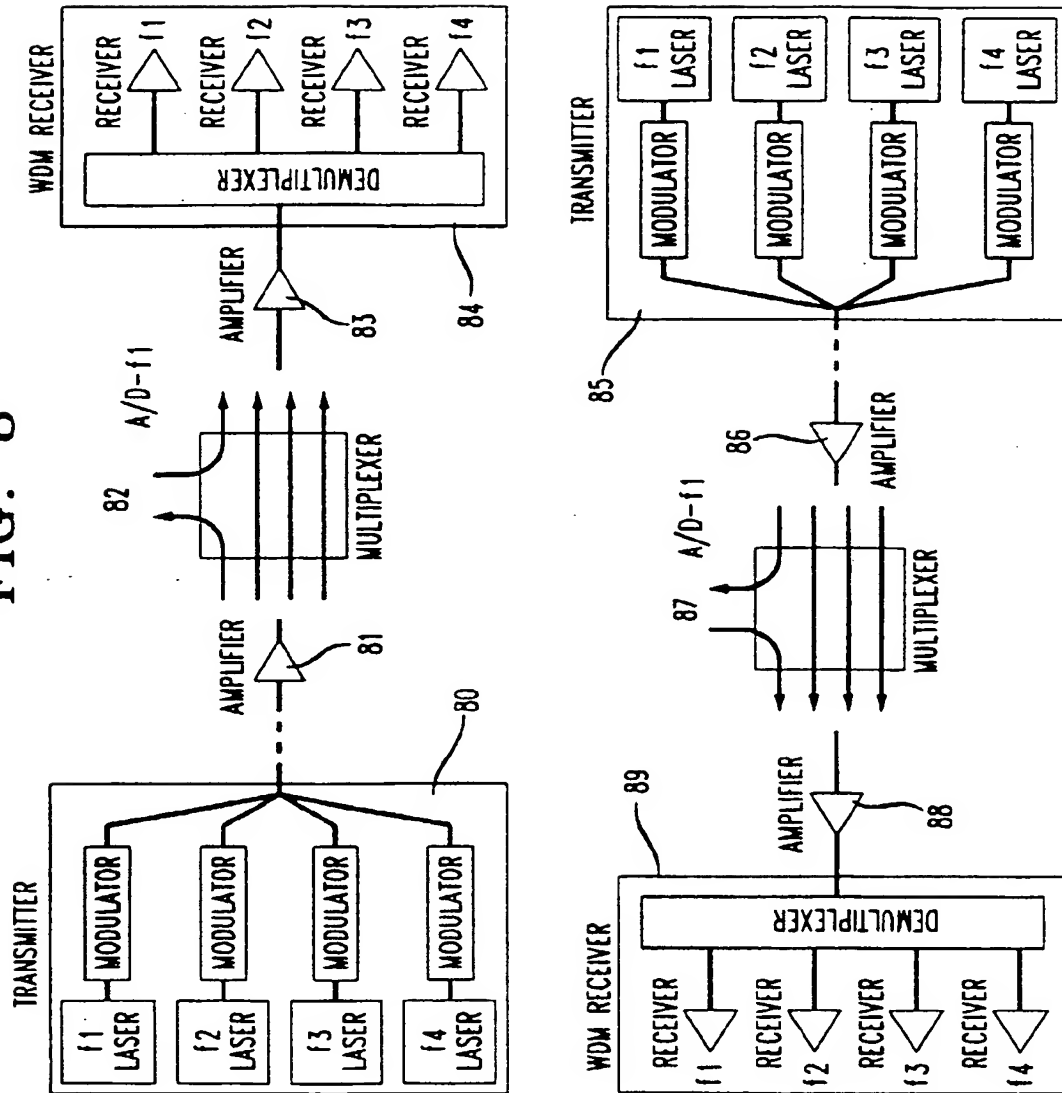 FIG. 8
TRANSMITTER
f1
LASER
MODULATOR
f2
LASER
MODULATOR
f3
LASER
MODULATOR
f4
LASER
MODULATOR
80
AMPLIFIER
81
82
A/D-f1
MULTIPLEXER
AMPLIFIER
83
WDM RECEIVER
DEMULTIPLEXER
RECEIVER
f1
RECEIVER
f2
RECEIVER
f3
RECEIVER
f4
84
WDM RECEIVER
89
DEMULTIPLEXER
RECEIVER
f1
RECEIVER
f2
RECEIVER
f3
RECEIVER
f4
AMPLIFIER
88
87
A/D-f1
MULTIPLEXER
86
AMPLIFIER
TRANSMITTER
85
MODULATOR
f1
LASER
MODULATOR
f2
LASER
MODULATOR
f3
LASER
MODULATOR
f4
LASER